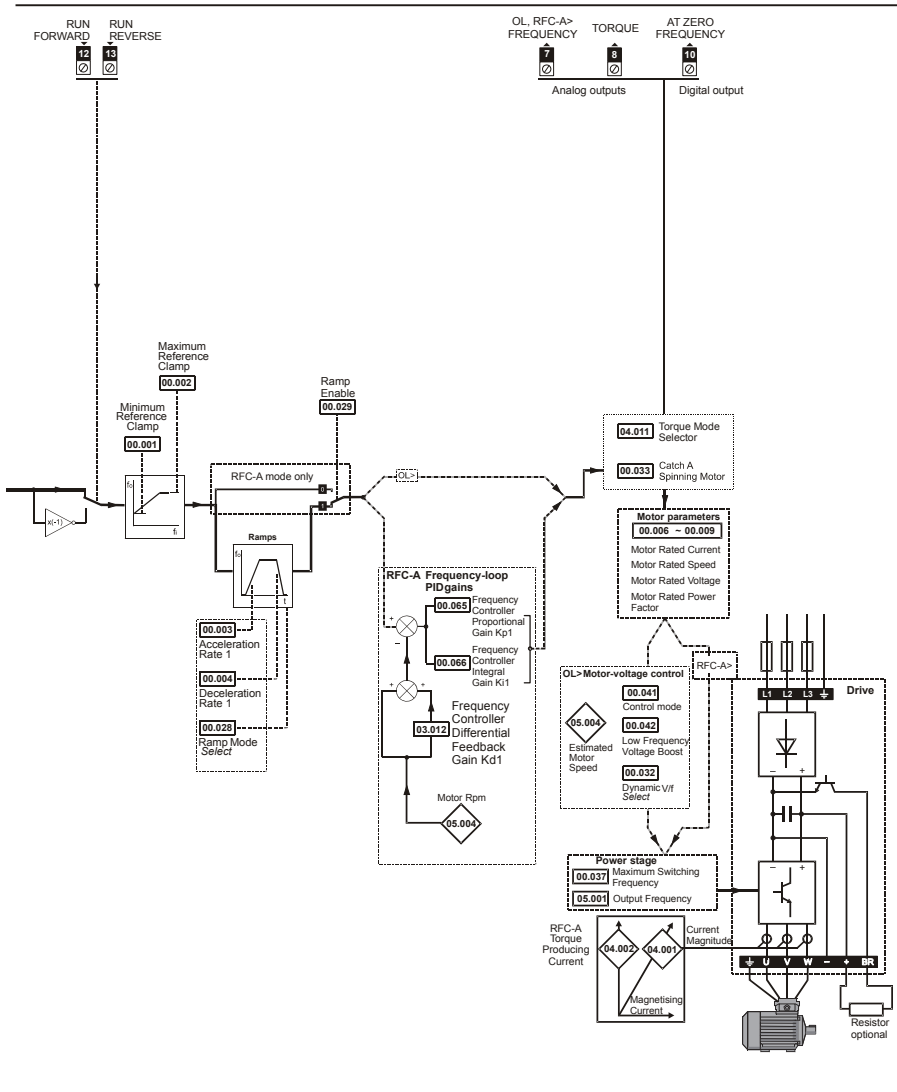 RUN
FORWARD
RUN
REVERSE
12
13
OL, RFC-A>
FREQUENCY
TORQUE
AT ZERO
FREQUENCY
7
8
10
Analog outputs
Digital output
Maximum
Reference
Clamp
00.002
Minimum
Reference
Clamp
00.001
Ramp
Enable
00.029
RFC-A mode only
0
1
OL>
x(-1)
fo
fi
Ramps
fo
t
00.003
Acceleration
Rate 1
00.004
Deceleration
Rate 1
00.028
Ramp Mode
Select
04.011
Torque Mode
Selector
00.033
Catch A
Spinning Motor
Motor parameters
00.006 ~ 00.009
Motor Rated Current
Motor Rated Speed
Motor Rated Voltage
Motor Rated Power
Factor
RFC-A Frequency-loop
PIDgains
+
−
00.065
Frequency
Controller
Proportional
Gain Kp1
00.066
Frequency
Controller
Integral
Gain Ki1
+
+
03.012
Frequency
Controller
Differential
Feedback
Gain Kd1
Motor Rpm
05.004
RFC-A>
OL>Motor-voltage control
00.041
Control mode
05.004
Estimated
Motor
Speed
00.042
Low Frequency
Voltage Boost
00.032
Dynamic V/f
Select
L1 L2 L3
Drive
−
+
−
+
Power stage
00.037
Maximum Switching
Frequency
05.001
Output Frequency
RFC-A
Torque
Producing
Current
04.002
04.001
Current
Magnitude
Magnetising
Current
U V W − + BR
Resistor
optional